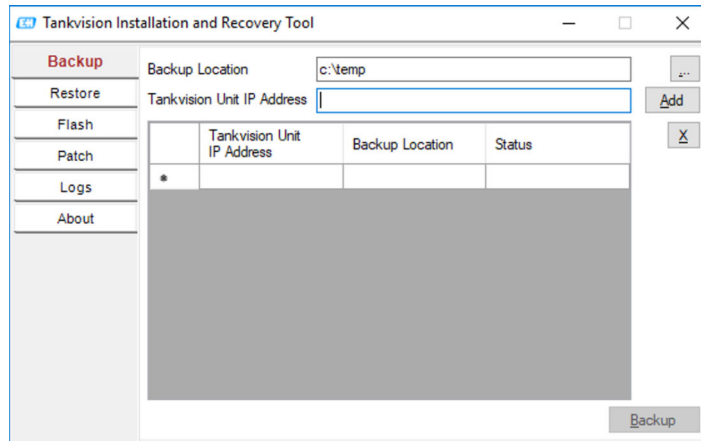 EH Tankvision Installation and Recovery Tool
Backup
Restore
Flash
Patch
Logs
About
Backup Location c:\temp ...
Tankvision Unit IP Address Add
X
Tankvision Unit IP Address Backup Location Status
*
Backup